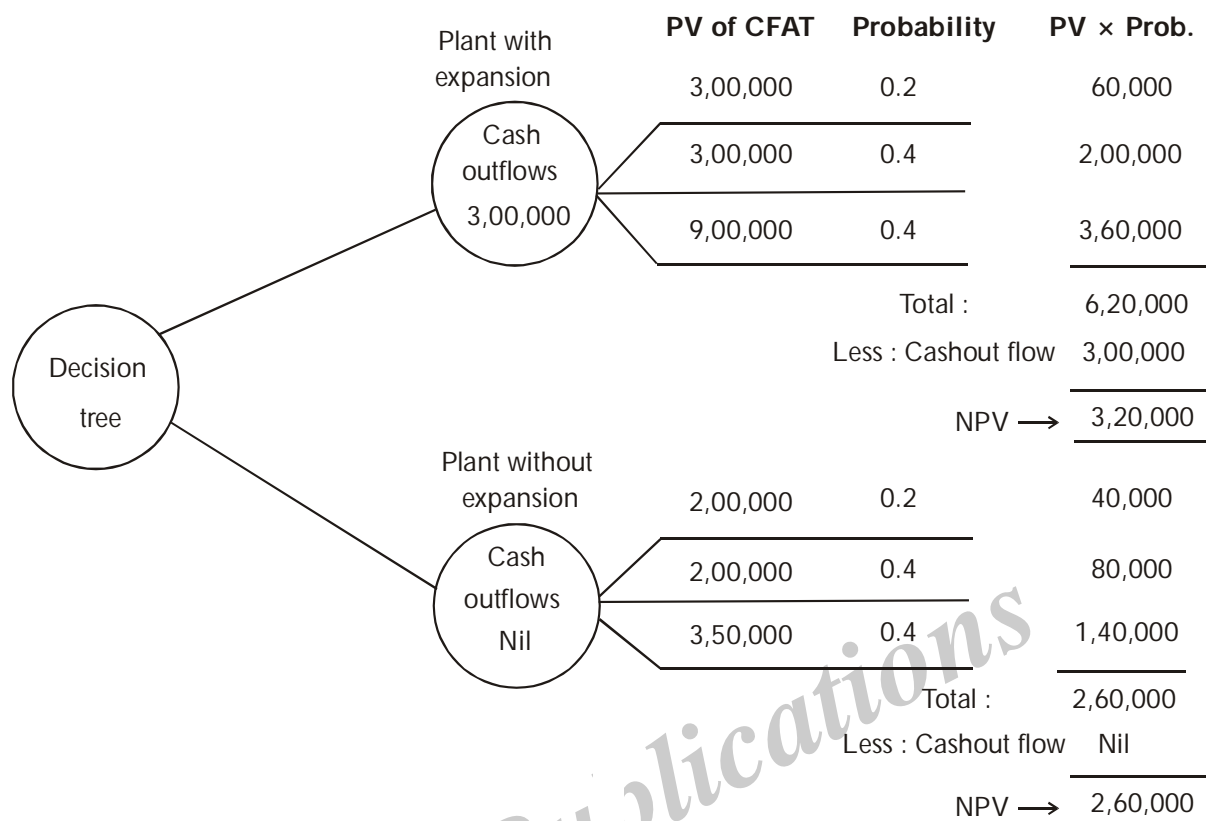 PV of CFAT Probability PV × Prob.
Plant with
expansion
3,00,000 0.2 60,000
Cash
outflows
3,00,000
3,00,000 0.4 2,00,000
9,00,000 0.4 3,60,000
Total : 6,20,000
Less : Cashout flow 3,00,000
NPV → 3,20,000
Decision
tree
Plant without
expansion
2,00,000 0.2 40,000
Cash
outflows
Nil
2,00,000 0.4 80,000
3,50,000 0.4 1,40,000
Total : 2,60,000
Less : Cashout flow Nil
NPV → 2,60,000